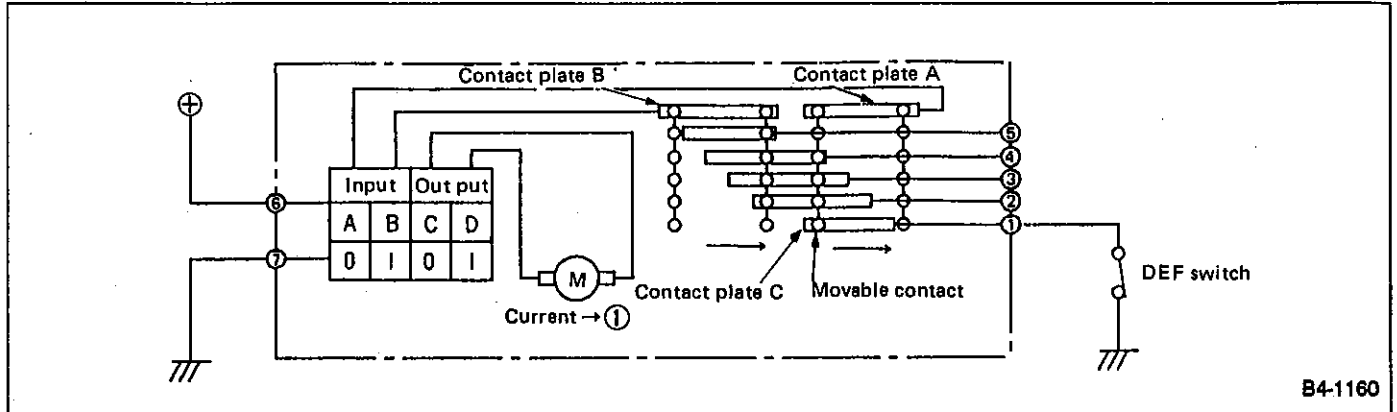 Contact plate B
Contact plate A
⊕
⑤
④
③
②
①
⑥
⑦
Input Out put
A B C D
0 1 0 1
M
Current → ①
Contact plate C
Movable contact
DEF switch
B4-1160